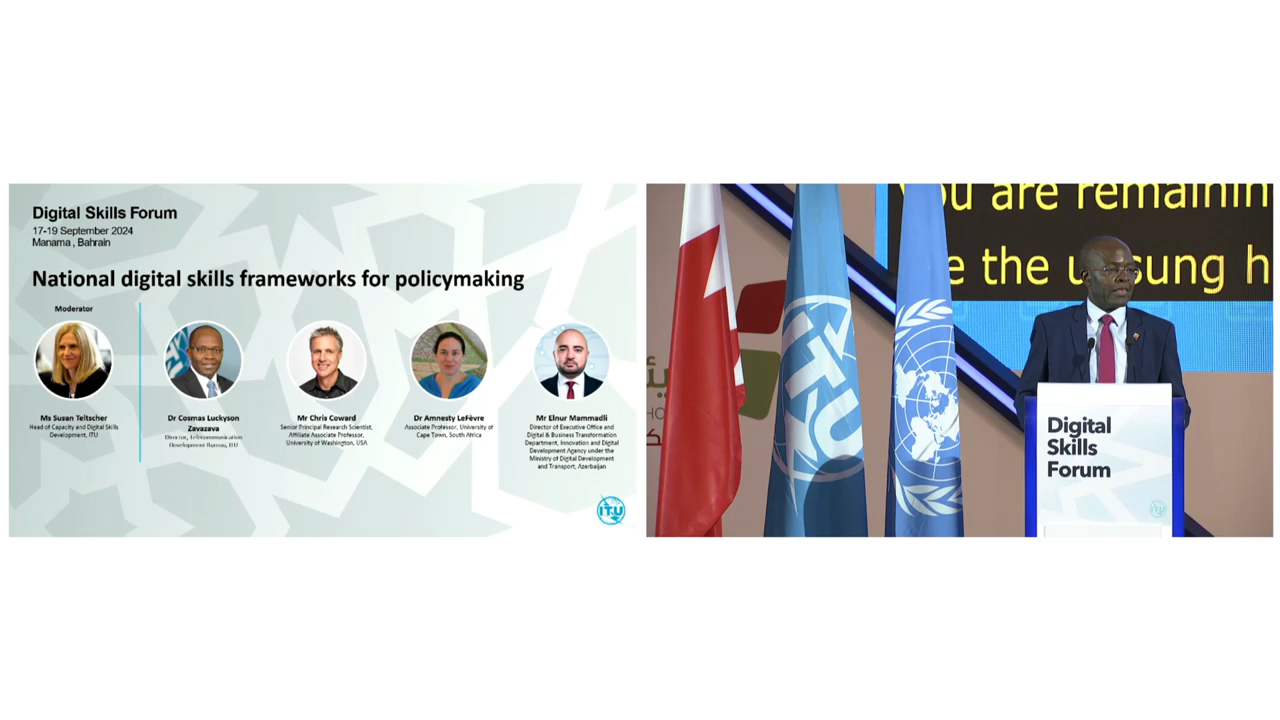 Digital Skills Forum
17-19 September 2024
Manama , Bahrain
National digital skills frameworks for policymaking
Moderator
Ms Susan Teltscher
Head of Capacity and Digital Skills
Development, ITU
Dr Cosmas Luckyson
Zavazava
Director, Telecommunication
Development Bureau, ITU
Mr Chris Coward
Senior Principal Research Scientist,
Affiliate Associate Professor,
University of Washington, USA
Dr Amnesty LeFèvre
Associate Professor, University of
Cape Town, South Africa
Mr Elnur Mammadli
Director of Executive Office and
Digital & Business Transformation
Department, Innovation and Digital
Development Agency under the
Ministry of Digital Development
and Transport, Azerbaijan
ITU
You are remainin
e the unsung h
ITU
Digital
Skills
Forum